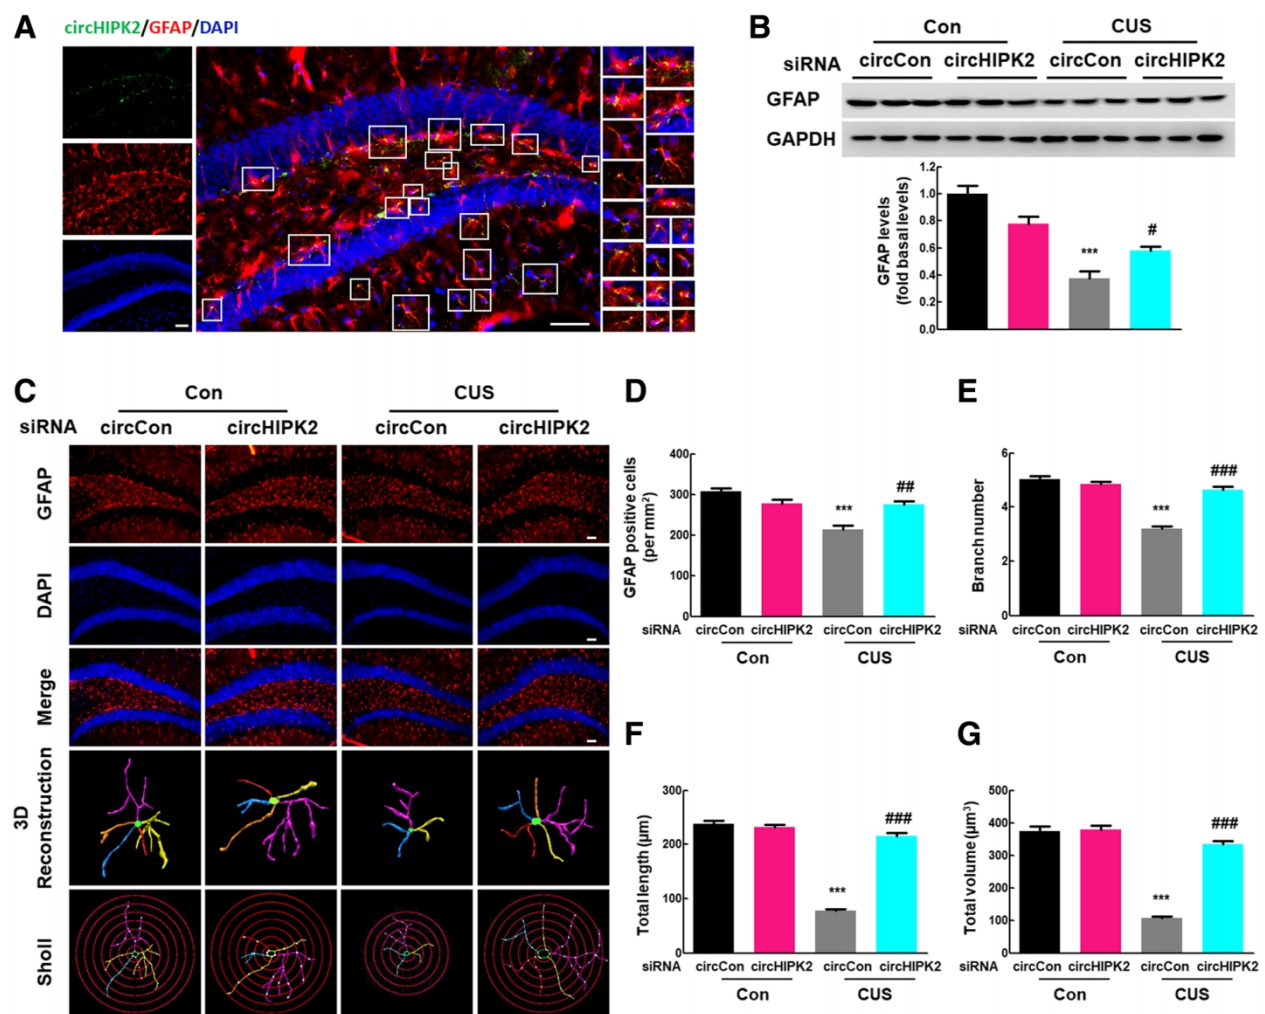 A
circHIPK2/GFAP/DAPI
B
Con CUS
siRNA circCon circHIPK2 circCon circHIPK2
GFAP
GAPDH
GFAP levels
(fold basal levels)
1.2
1.0
0.8
0.6
0.4
0.2
0.0
***
#
C
Con CUS
siRNA circCon circHIPK2 circCon circHIPK2
GFAP
DAPI
Merge
3D
Reconstruction
Sholl
D
GFAP positive cells
(per mm²)
400
300
200
100
0
***
##
siRNA circCon circHIPK2 circCon circHIPK2
Con CUS
E
Branch number
6
4
2
0
***
###
siRNA circCon circHIPK2 circCon circHIPK2
Con CUS
F
Total length (μm)
300
200
100
0
***
###
siRNA circCon circHIPK2 circCon circHIPK2
Con CUS
G
Total volume (μm³)
500
400
300
200
100
0
***
###
siRNA circCon circHIPK2 circCon circHIPK2
Con CUS